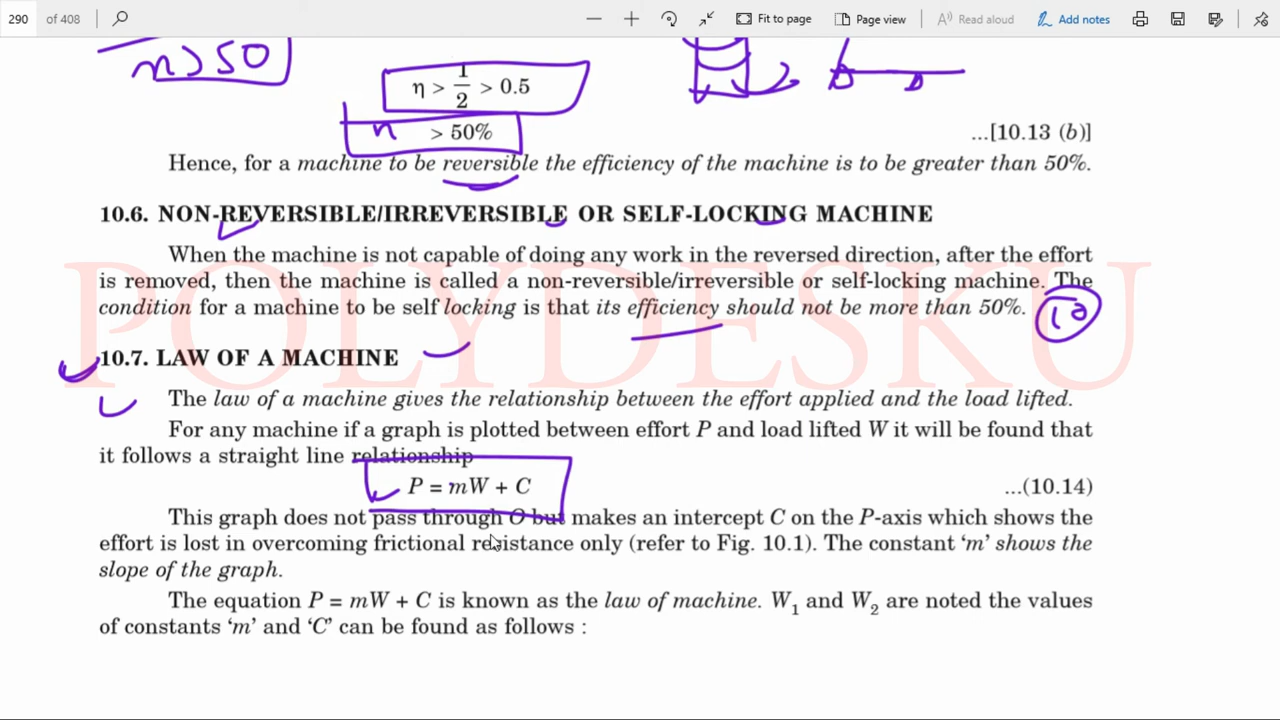 290 of 408 Fit to page Page view Read aloud Add notes
m > 50
η > 1/2 > 0.5
n > 50% ...[10.13 (b)]
Hence, for a machine to be reversible the efficiency of the machine is to be greater than 50%.
10.6. NON-REVERSIBLE/IRREVERSIBLE OR SELF-LOCKING MACHINE
When the machine is not capable of doing any work in the reversed direction, after the effort
is removed, then the machine is called a non-reversible/irreversible or self-locking machine. The
condition for a machine to be self locking is that its efficiency should not be more than 50%.
POLYDESKU
10.7. LAW OF A MACHINE
The law of a machine gives the relationship between the effort applied and the load lifted.
For any machine if a graph is plotted between effort P and load lifted W it will be found that
it follows a straight line relationship
P = mW + C ...(10.14)
This graph does not pass through O but makes an intercept C on the P-axis which shows the
effort is lost in overcoming frictional resistance only (refer to Fig. 10.1). The constant ‘m’ shows the
slope of the graph.
The equation P = mW + C is known as the law of machine. W₁ and W₂ are noted the values
of constants ‘m’ and ‘C’ can be found as follows :